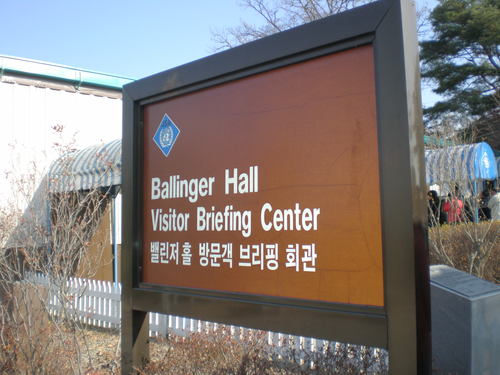 Ballinger Hall
Visitor Briefing Center
밸린저 홀 방문객 브리핑 회관